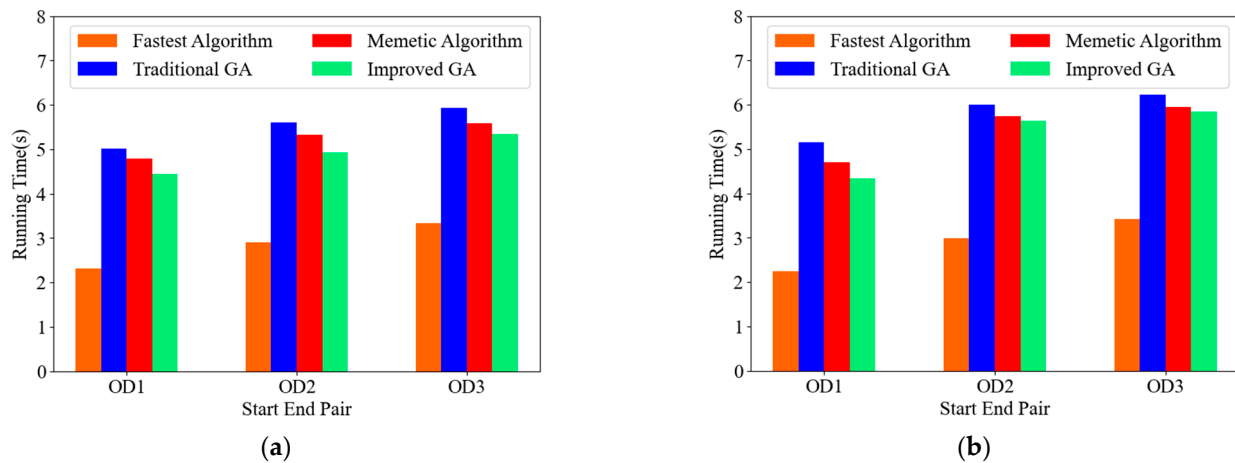 8
7
6
5
4
3
2
1
0
Running Time(s)
Fastest Algorithm
Traditional GA
Memetic Algorithm
Improved GA
OD1 OD2 OD3
Start End Pair
(a)
8
7
6
5
4
3
2
1
0
Running Time(s)
Fastest Algorithm
Traditional GA
Memetic Algorithm
Improved GA
OD1 OD2 OD3
Start End Pair
(b)